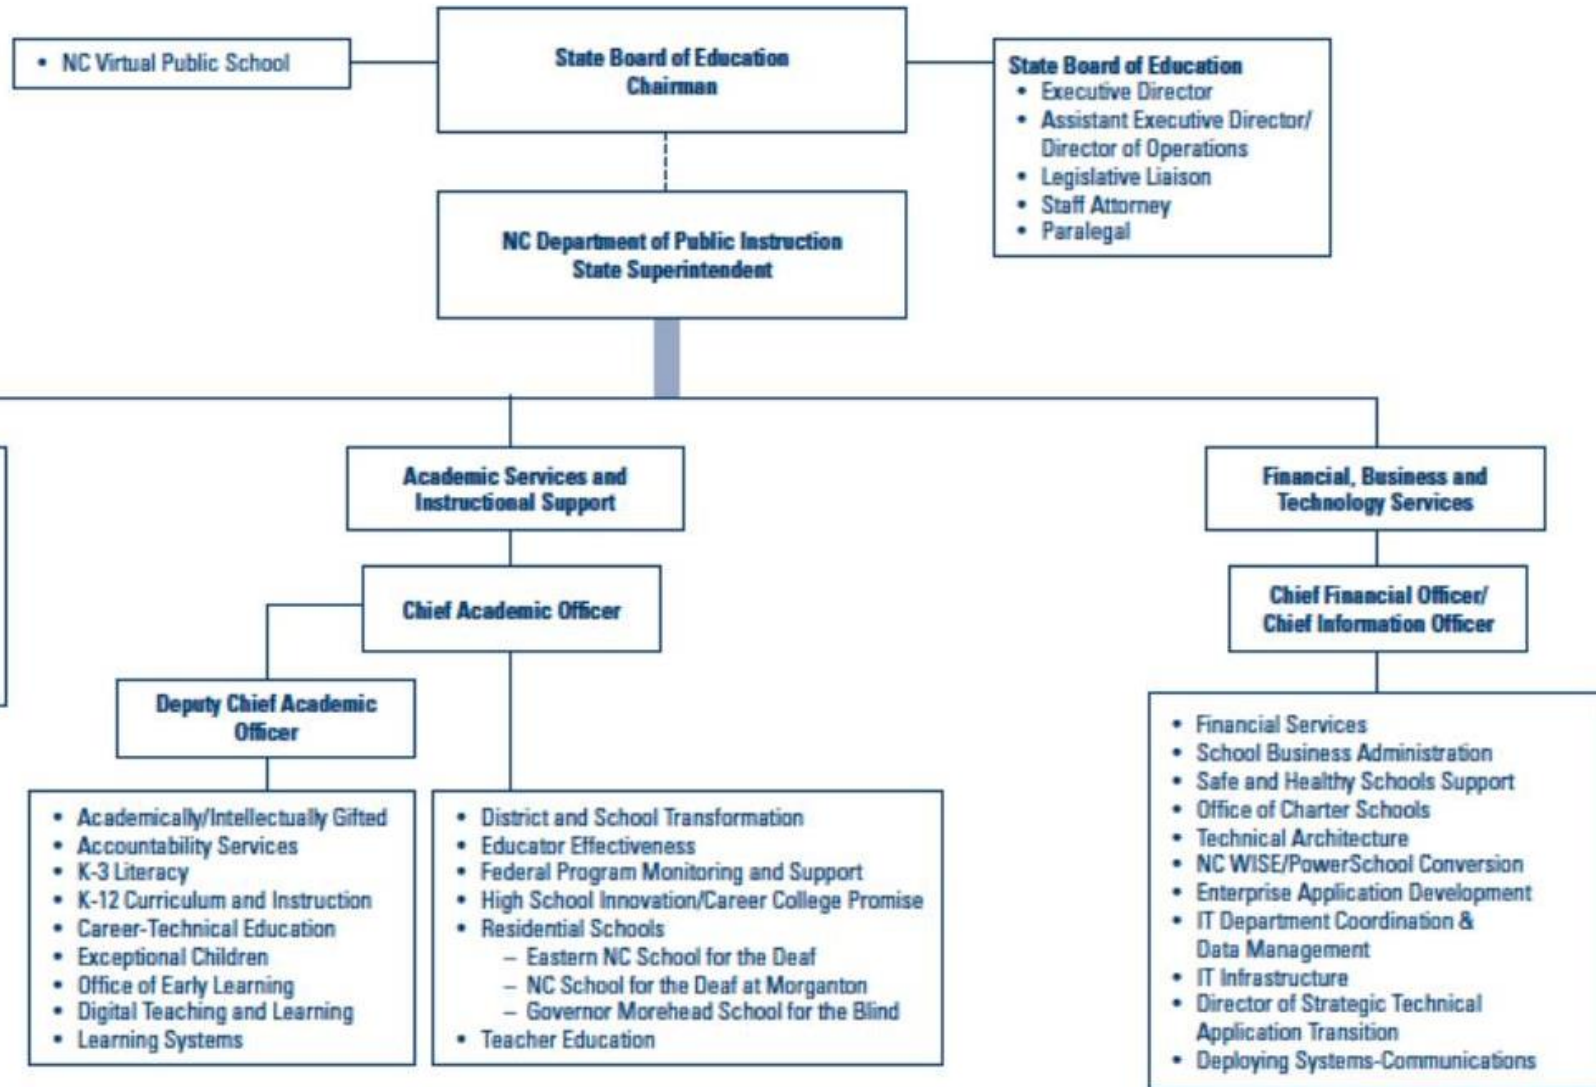 • NC Virtual Public School
State Board of Education
Chairman
State Board of Education
• Executive Director
• Assistant Executive Director/
Director of Operations
• Legislative Liaison
• Staff Attorney
• Paralegal
NC Department of Public Instruction
State Superintendent
Academic Services and
Instructional Support
Financial, Business and
Technology Services
Chief Academic Officer
Chief Financial Officer/
Chief Information Officer
Deputy Chief Academic
Officer
• Academically/Intellectually Gifted
• Accountability Services
• K-3 Literacy
• K-12 Curriculum and Instruction
• Career-Technical Education
• Exceptional Children
• Office of Early Learning
• Digital Teaching and Learning
• Learning Systems
• District and School Transformation
• Educator Effectiveness
• Federal Program Monitoring and Support
• High School Innovation/Career College Promise
• Residential Schools
– Eastern NC School for the Deaf
– NC School for the Deaf at Morganton
– Governor Morehead School for the Blind
• Teacher Education
• Financial Services
• School Business Administration
• Safe and Healthy Schools Support
• Office of Charter Schools
• Technical Architecture
• NC WISE/PowerSchool Conversion
• Enterprise Application Development
• IT Department Coordination &
Data Management
• IT Infrastructure
• Director of Strategic Technical
Application Transition
• Deploying Systems-Communications